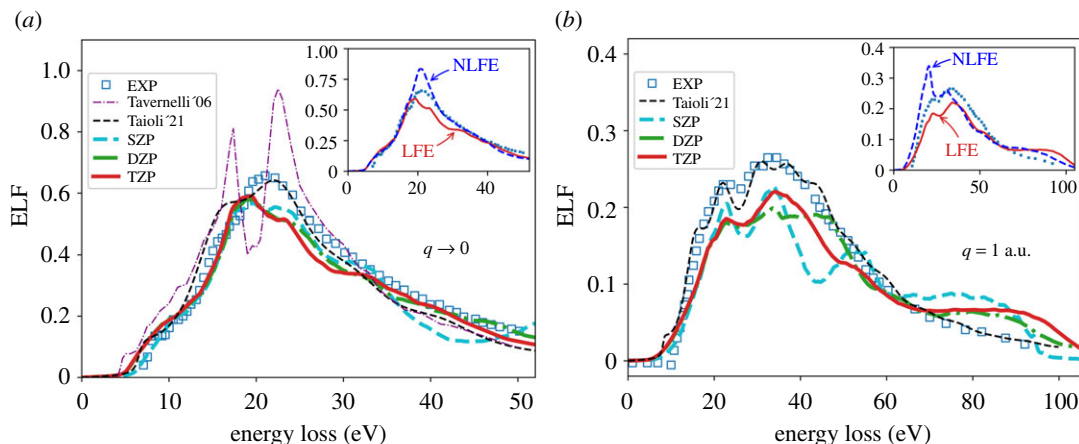 (a)
1.00
0.75
0.50
0.25
0
20
40
NLFE
LFE
EXP
Tavernelli´06
Taioli´21
SZP
DZP
TZP
1.0
0.8
0.6
0.4
0.2
0
ELF
q → 0
0
10
20
30
40
50
energy loss (eV)
(b)
0.4
0.3
0.2
0.1
0
0
50
100
NLFE
LFE
EXP
Taioli´21
SZP
DZP
TZP
0.4
0.3
0.2
0.1
0
ELF
q = 1 a.u.
0
20
40
60
80
100
energy loss (eV)